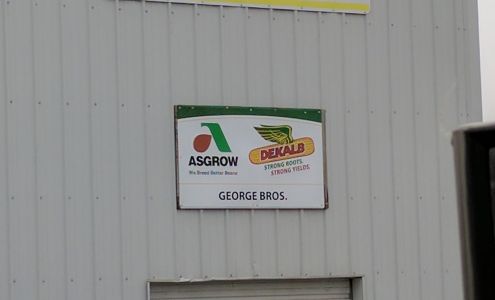 ASGROW
We Breed Better Beans
DEKALB
STRONG ROOTS.
STRONG YIELDS.
GEORGE BROS.